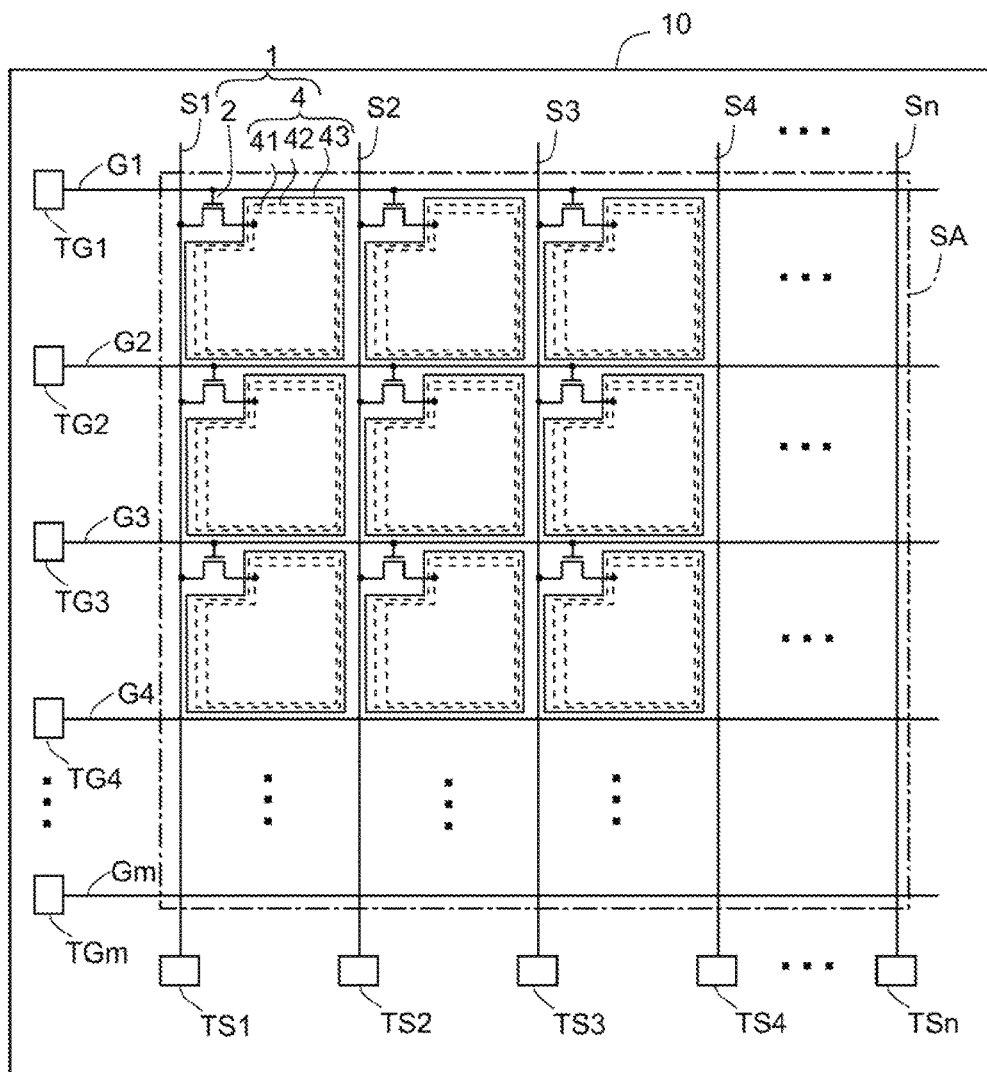 10
1
S1 2 4 S2 S3 S4 Sn
41 42 43
G1
TG1
SA
G2
TG2
G3
TG3
G4
TG4
Gm
TGm
TS1 TS2 TS3 TS4 TSn